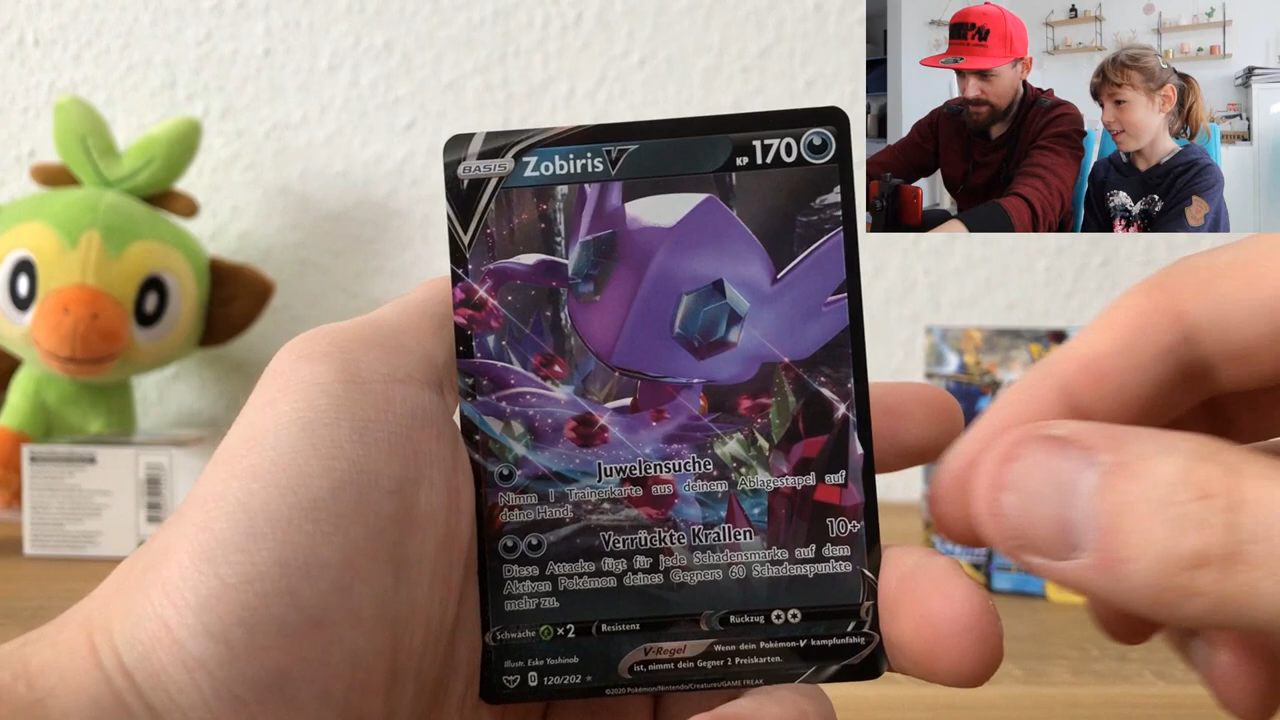 BASIS Zobiris V KP 170
Juwelensuche
Nimm 1 Trainerkarte aus deinem Ablagestapel auf
deine Hand.
Verrückte Krallen 10+
Diese Attacke fügt für jede Schadensmarke auf dem
Aktiven Pokémon deines Gegners 60 Schadenspunkte
mehr zu.
Schwäche ×2 Resistenz Rückzug
V-Regel Wenn dein Pokémon-V kampfunfähig
ist, nimmt dein Gegner 2 Preiskarten.
Illustr. Eske Yoshinob
D 120/202
©2020 Pokémon/Nintendo/Creatures/GAME FREAK